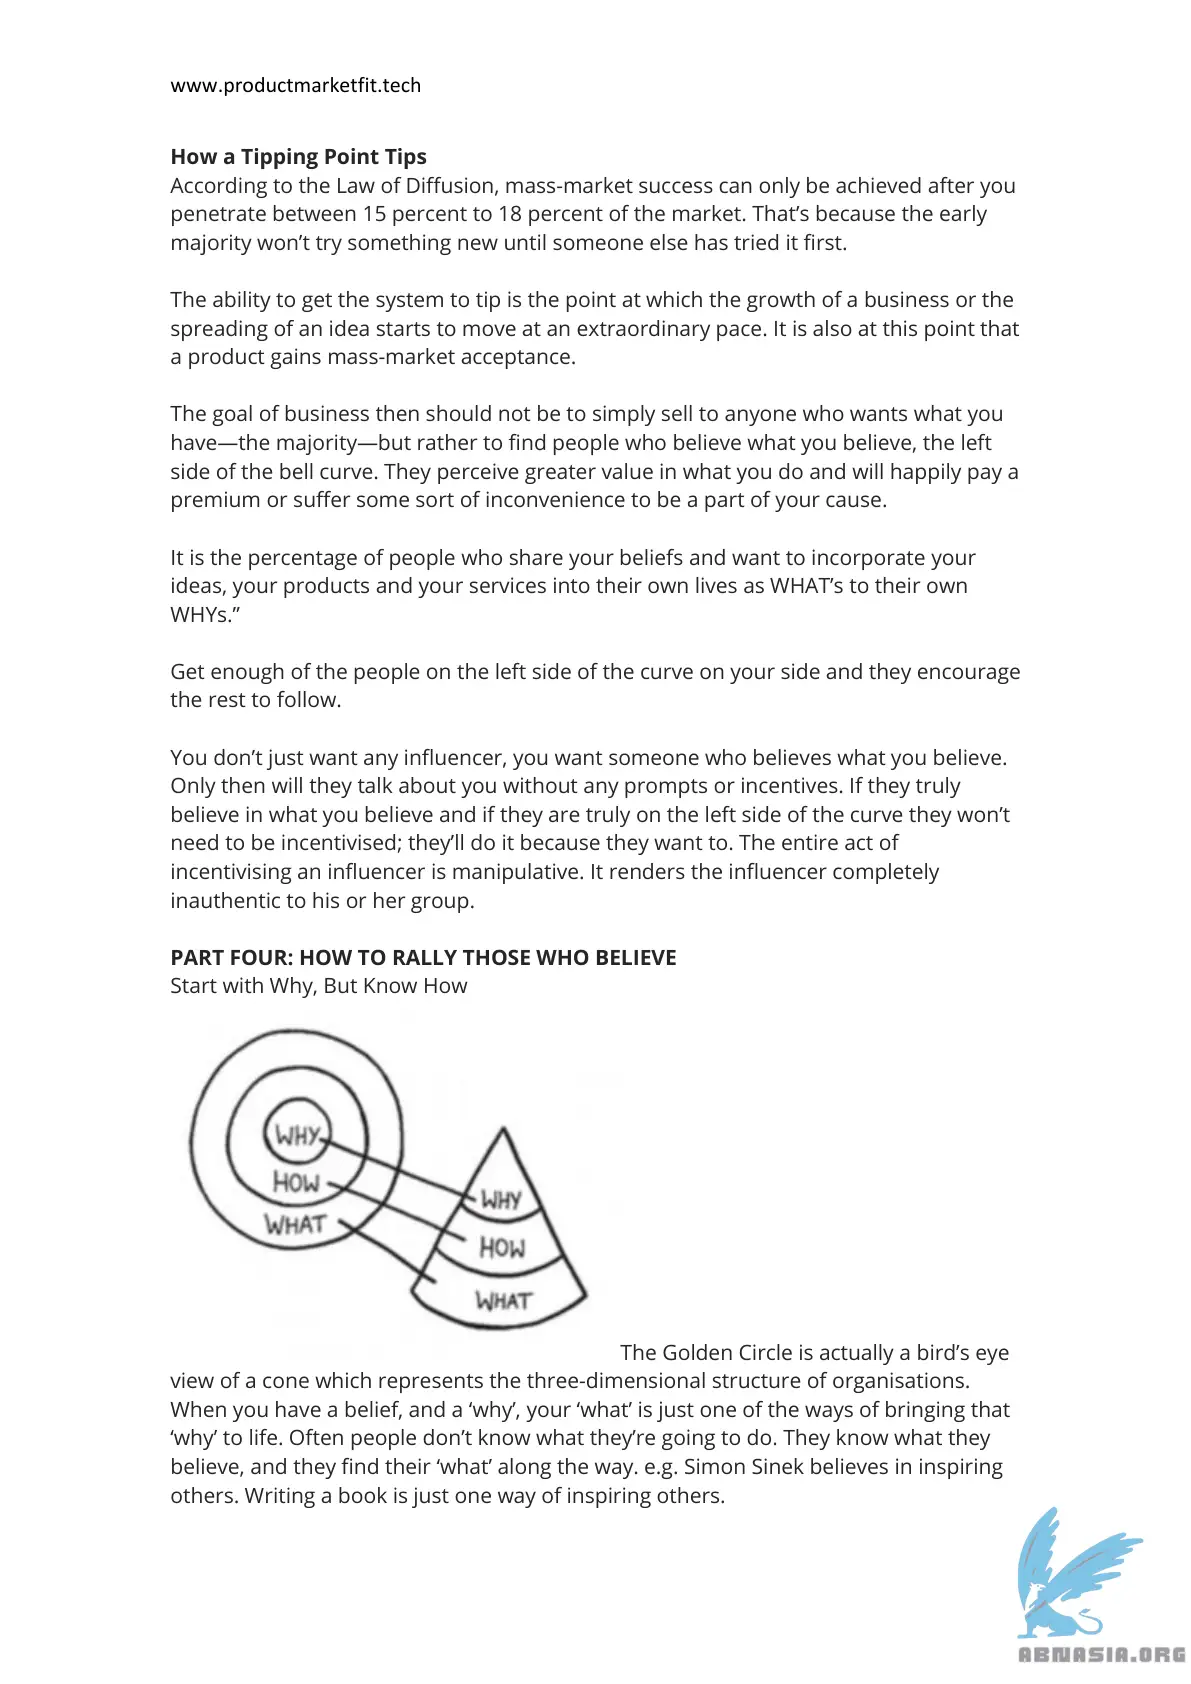 www.productmarketfit.tech
How a Tipping Point Tips
According to the Law of Diffusion, mass-market success can only be achieved after you
penetrate between 15 percent to 18 percent of the market. That’s because the early
majority won’t try something new until someone else has tried it first.
The ability to get the system to tip is the point at which the growth of a business or the
spreading of an idea starts to move at an extraordinary pace. It is also at this point that
a product gains mass-market acceptance.
The goal of business then should not be to simply sell to anyone who wants what you
have—the majority—but rather to find people who believe what you believe, the left
side of the bell curve. They perceive greater value in what you do and will happily pay a
premium or suffer some sort of inconvenience to be a part of your cause.
It is the percentage of people who share your beliefs and want to incorporate your
ideas, your products and your services into their own lives as WHAT’s to their own
WHYs.”
Get enough of the people on the left side of the curve on your side and they encourage
the rest to follow.
You don’t just want any influencer, you want someone who believes what you believe.
Only then will they talk about you without any prompts or incentives. If they truly
believe in what you believe and if they are truly on the left side of the curve they won’t
need to be incentivised; they’ll do it because they want to. The entire act of
incentivising an influencer is manipulative. It renders the influencer completely
inauthentic to his or her group.
PART FOUR: HOW TO RALLY THOSE WHO BELIEVE
Start with Why, But Know How
WHY
HOW
WHAT
WHY
HOW
WHAT
The Golden Circle is actually a bird’s eye
view of a cone which represents the three-dimensional structure of organisations.
When you have a belief, and a ‘why’, your ‘what’ is just one of the ways of bringing that
‘why’ to life. Often people don’t know what they’re going to do. They know what they
believe, and they find their ‘what’ along the way. e.g. Simon Sinek believes in inspiring
others. Writing a book is just one way of inspiring others.
ABNASIA.ORG